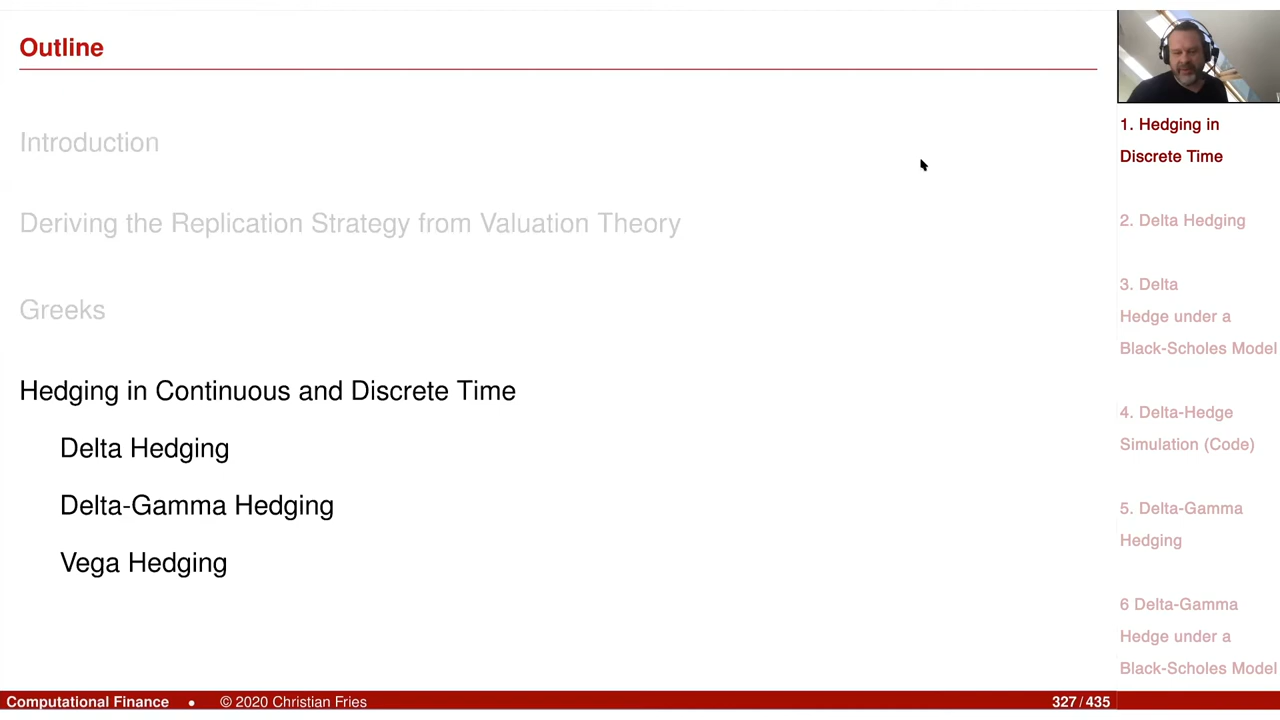 Outline
Introduction
Deriving the Replication Strategy from Valuation Theory
Greeks
Hedging in Continuous and Discrete Time
Delta Hedging
Delta-Gamma Hedging
Vega Hedging
1. Hedging in
Discrete Time
2. Delta Hedging
3. Delta
Hedge under a
Black-Scholes Model
4. Delta-Hedge
Simulation (Code)
5. Delta-Gamma
Hedging
6 Delta-Gamma
Hedge under a
Black-Scholes Model
Computational Finance • © 2020 Christian Fries 327/435